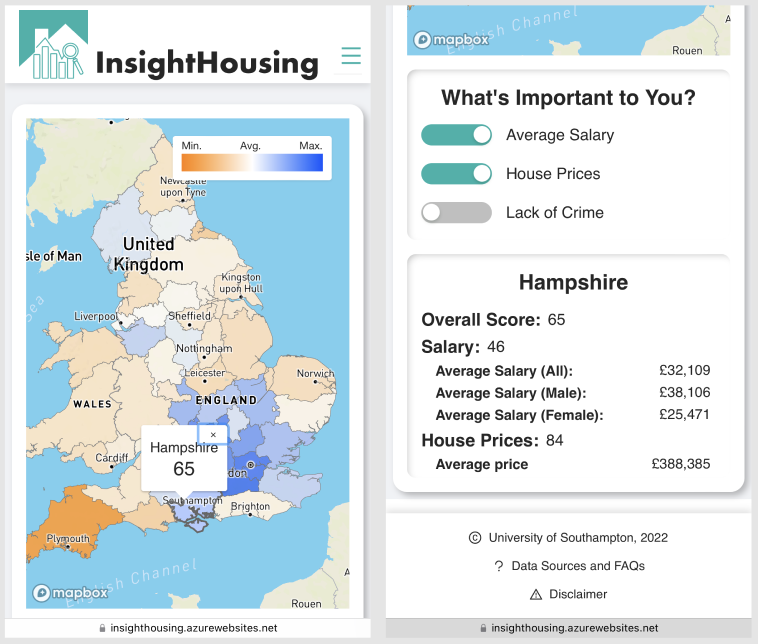 InsightHousing
Min. Avg. Max.
Newcastle
upon Tyne
United
Kingdom
sle of Man
Kingston
upon Hull
Liverpool
Sheffield
Nottingham
Leicester
Norwich
WALES
ENGLAND
×
Hampshire
65
Cardiff
don
Southampton
Brighton
Plymouth
English Channel
mapbox
A
Rouen
Sea
insighthousing.azurewebsites.net
English Channel
mapbox
A
Rouen
What's Important to You?
Average Salary
House Prices
Lack of Crime
Hampshire
Overall Score: 65
Salary: 46
Average Salary (All): £32,109
Average Salary (Male): £38,106
Average Salary (Female): £25,471
House Prices: 84
Average price £388,385
© University of Southampton, 2022
? Data Sources and FAQs
Disclaimer
insighthousing.azurewebsites.net